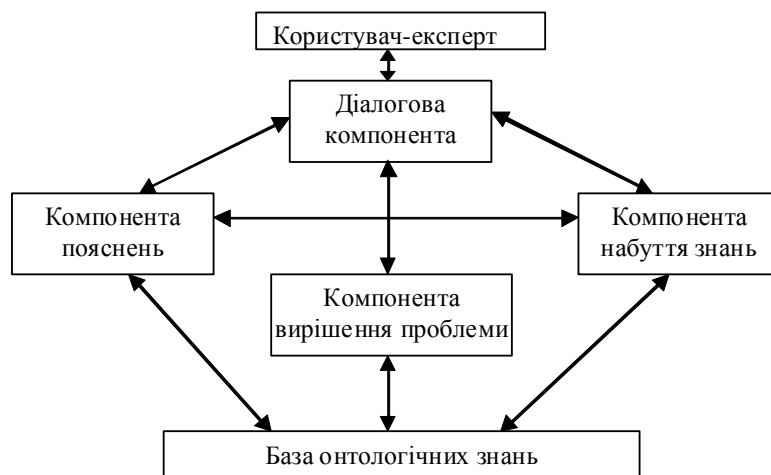 Користувач-експерт
Діалогова
компонента
Компонента
пояснень
Компонента
набуття знань
Компонента
вирішення проблеми
База онтологічних знань